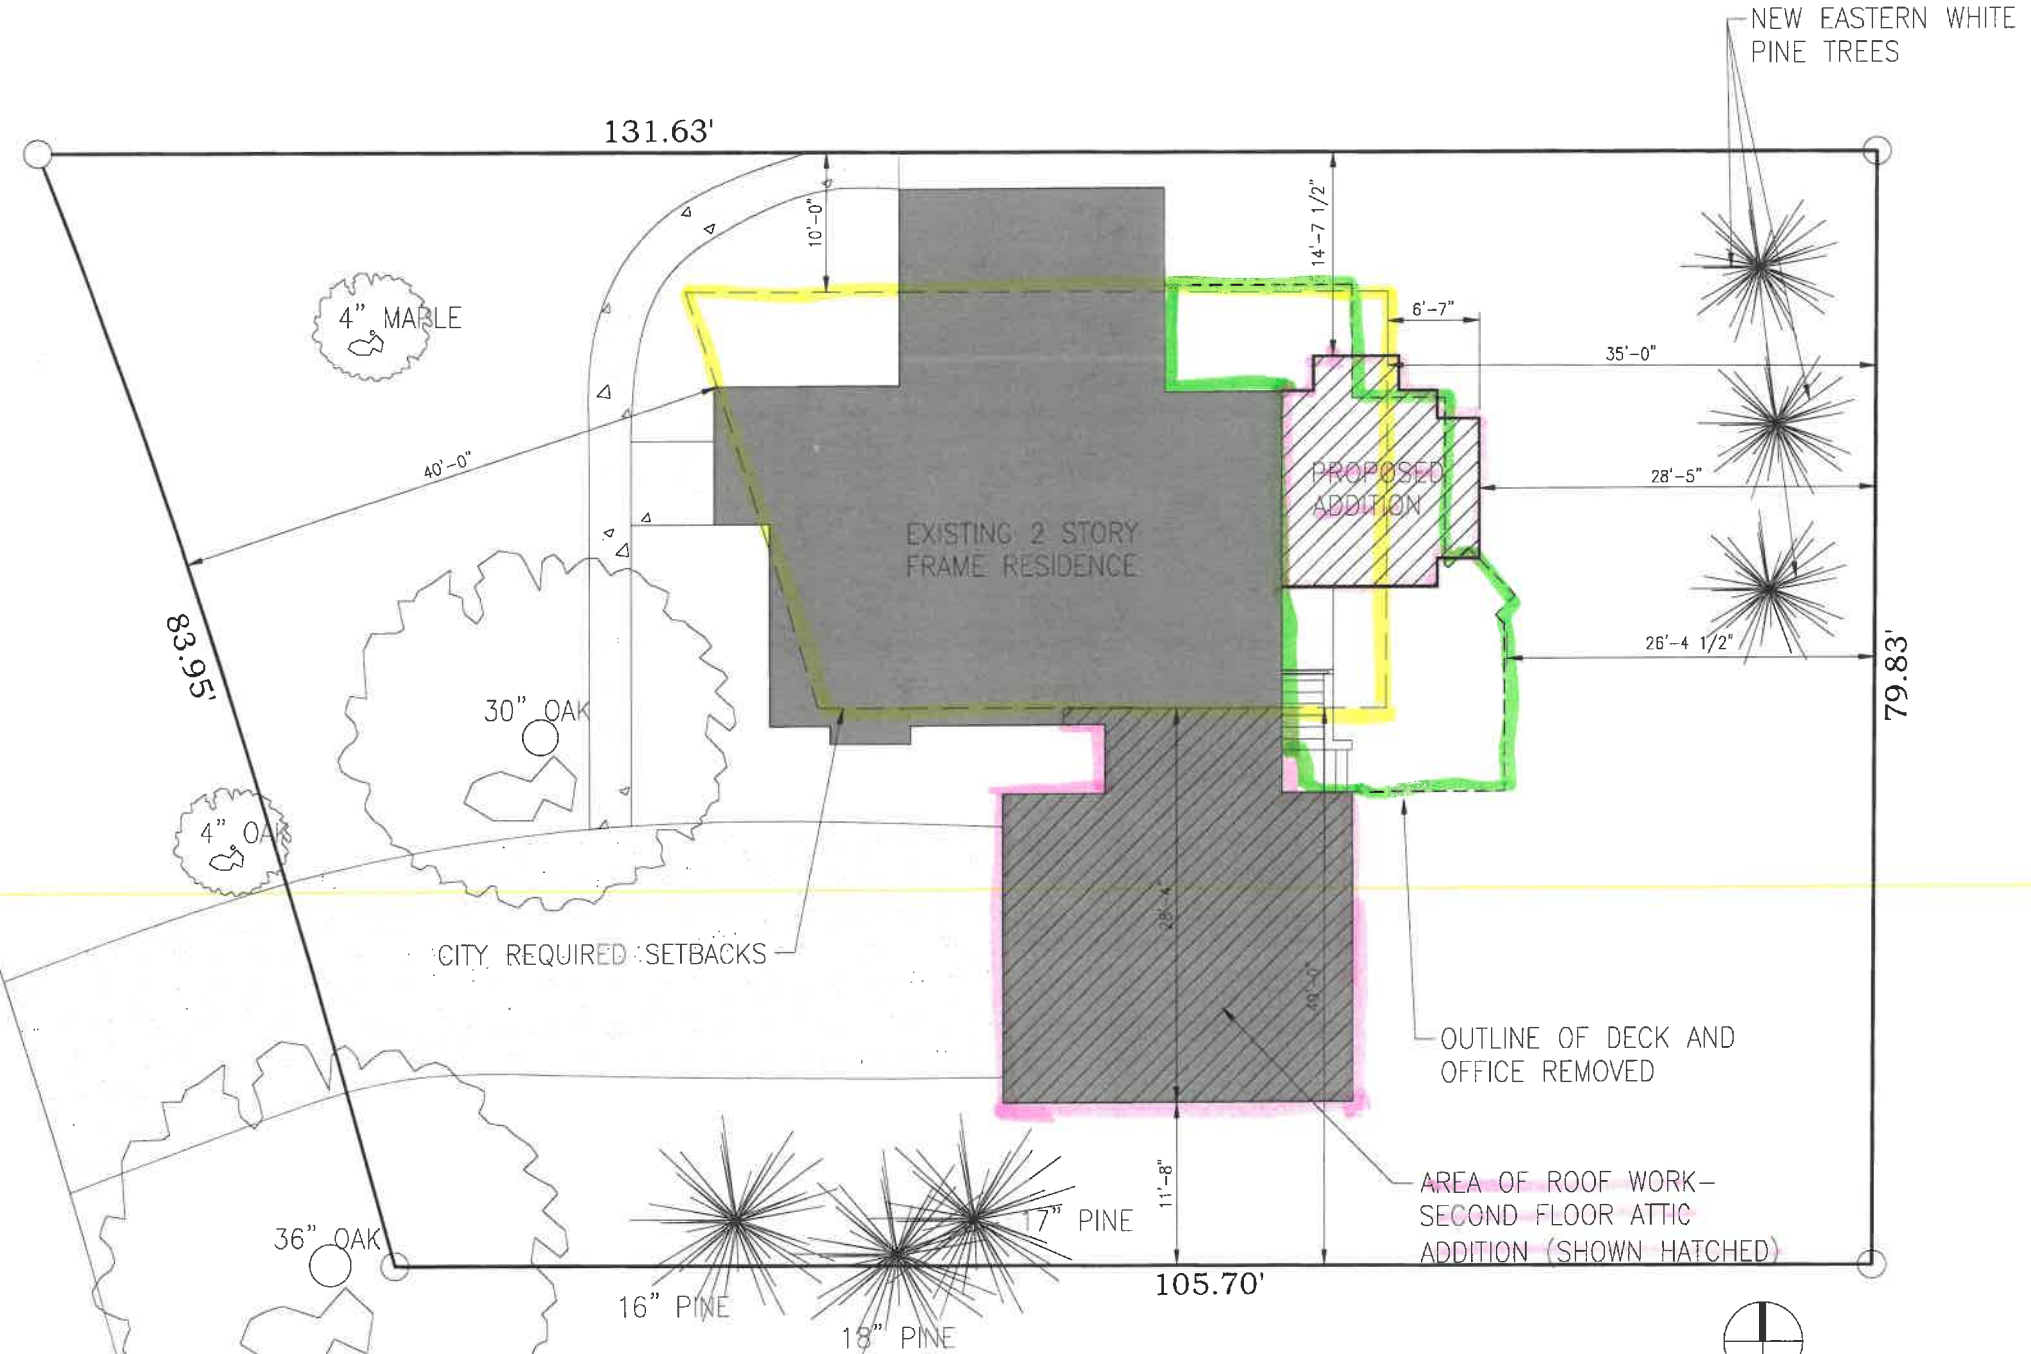 NEW EASTERN WHITE
PINE TREES
131.63'
10'-0"
14'-7 1/2"
4" MAPLE
6'-7"
35'-0"
40'-0"
PROPOSED
ADDITION
28'-5"
EXISTING 2 STORY
FRAME RESIDENCE
83.95'
26'-4 1/2"
79.83'
30" OAK
4" OAK
28'-4"
CITY REQUIRED SETBACKS
40'-0"
OUTLINE OF DECK AND
OFFICE REMOVED
11'-8"
AREA OF ROOF WORK-
SECOND FLOOR ATTIC
ADDITION (SHOWN HATCHED)
17" PINE
36" OAK
105.70'
16" PINE
18" PINE